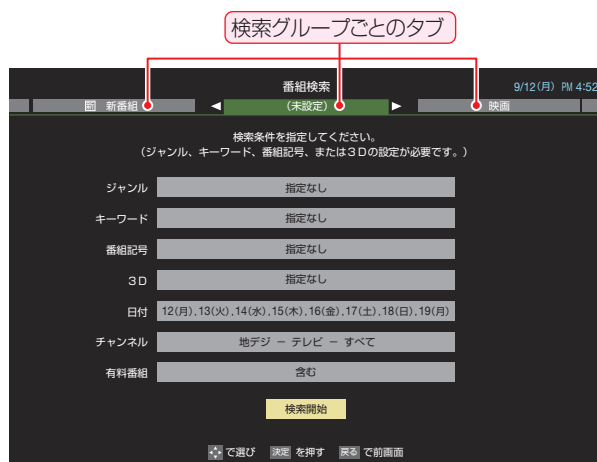 検索グループごとのタブ
番組検索 9/12(月) PM 4:52
新番組 ◀ (未設定) ▶ 映画
検索条件を指定してください。
(ジャンル、キーワード、番組記号、または3Dの設定が必要です。)
ジャンル 指定なし
キーワード 指定なし
番組記号 指定なし
3D 指定なし
日付 12(月),13(火),14(水),15(木),16(金),17(土),18(日),19(月)
チャンネル 地デジ − テレビ − すべて
有料番組 含む
検索開始
で選び 決定 を押す 戻る で前画面